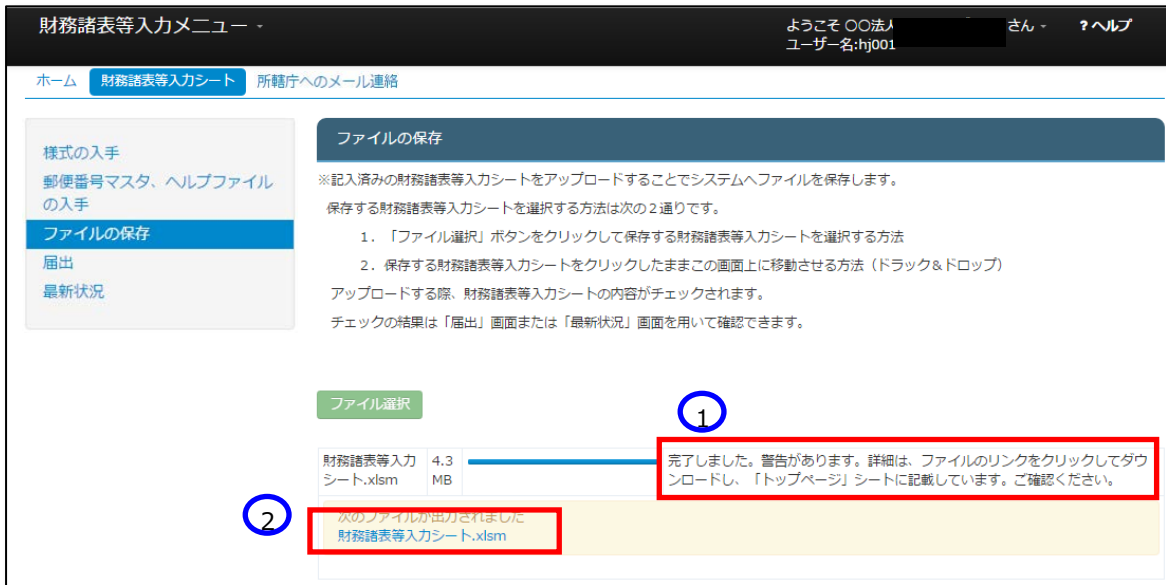 財務諸表等入力メニュー
ようこそ 〇〇法人 さん ?ヘルプ
ユーザー名:hj001
ホーム 財務諸表等入力シート 所轄庁へのメール連絡
様式の入手
郵便番号マスタ、ヘルプファイル
の入手
ファイルの保存
届出
最新状況
ファイルの保存
※記入済みの財務諸表等入力シートをアップロードすることでシステムへファイルを保存します。
保存する財務諸表等入力シートを選択する方法は次の2通りです。
1.「ファイル選択」ボタンをクリックして保存する財務諸表等入力シートを選択する方法
2.保存する財務諸表等入力シートをクリックしたままこの画面上に移動させる方法(ドラック&ドロップ)
アップロードする際、財務諸表等入力シートの内容がチェックされます。
チェックの結果は「届出」画面または「最新状況」画面を用いて確認できます。
ファイル選択
1
財務諸表等入力
シート.xlsm
4.3
MB
完了しました。警告があります。詳細は、ファイルのリンクをクリックしてダウ
ンロードし、「トップページ」シートに記載しています。ご確認ください。
2
次のファイルが出力されました
財務諸表等入力シート.xlsm